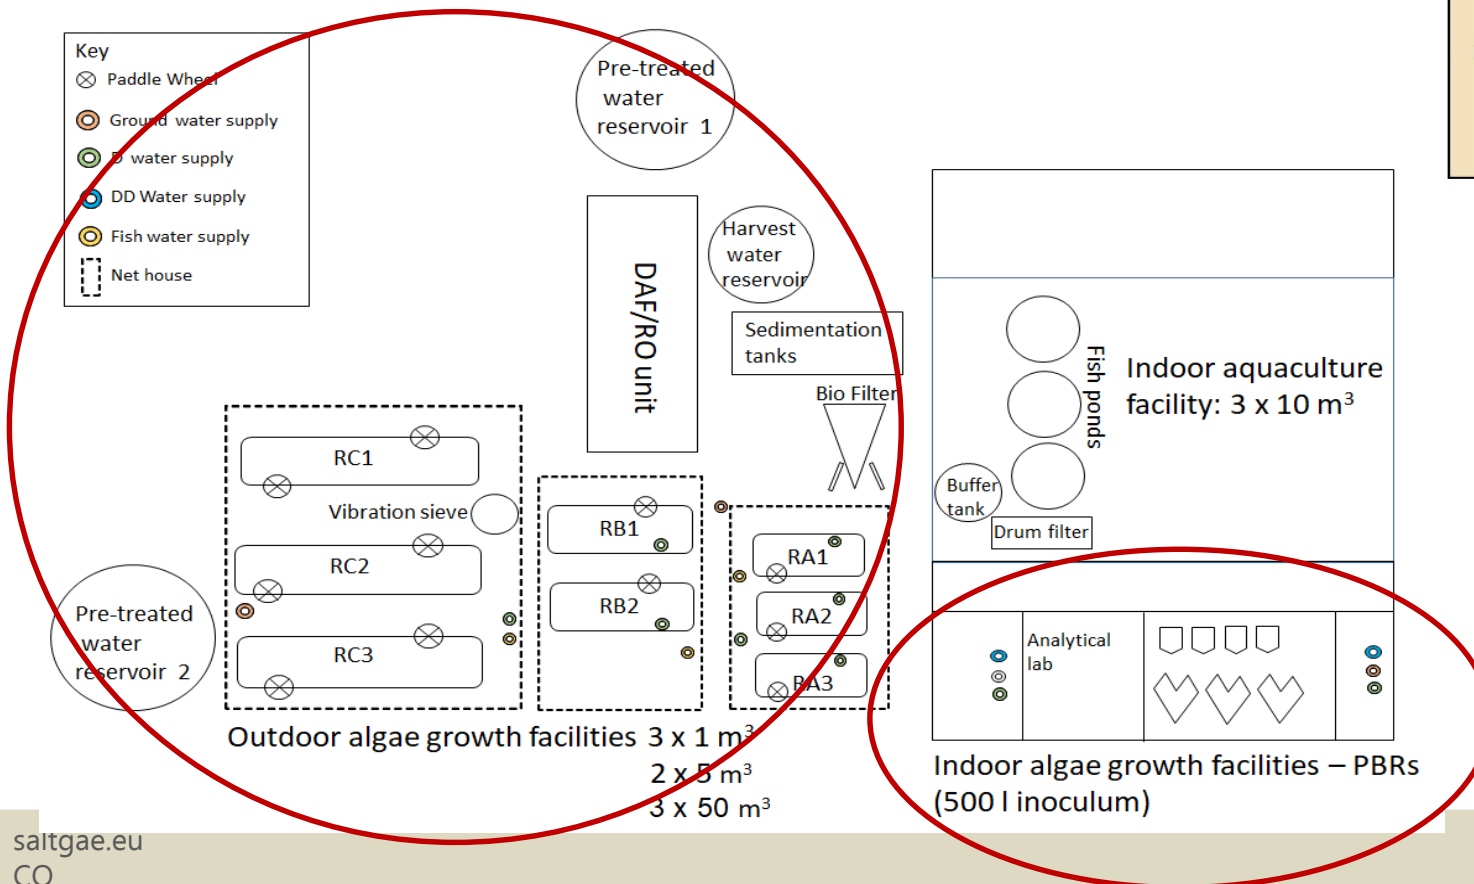 Key
Paddle Wheel
Ground water supply
D water supply
DD Water supply
Fish water supply
Net house
Pre-treated
water
reservoir 1
Harvest
water
reservoir
DAF/RO unit
Sedimentation
tanks
Bio Filter
RC1
Vibration sieve
RC2
RC3
RB1
RB2
RA1
RA2
RA3
Pre-treated
water
reservoir 2
Outdoor algae growth facilities 3 x 1 m³
2 x 5 m³
3 x 50 m³
Fish ponds
Indoor aquaculture
facility: 3 x 10 m³
Buffer
tank
Drum filter
Analytical
lab
Indoor algae growth facilities – PBRs
(500 l inoculum)
saltgae.eu
CO